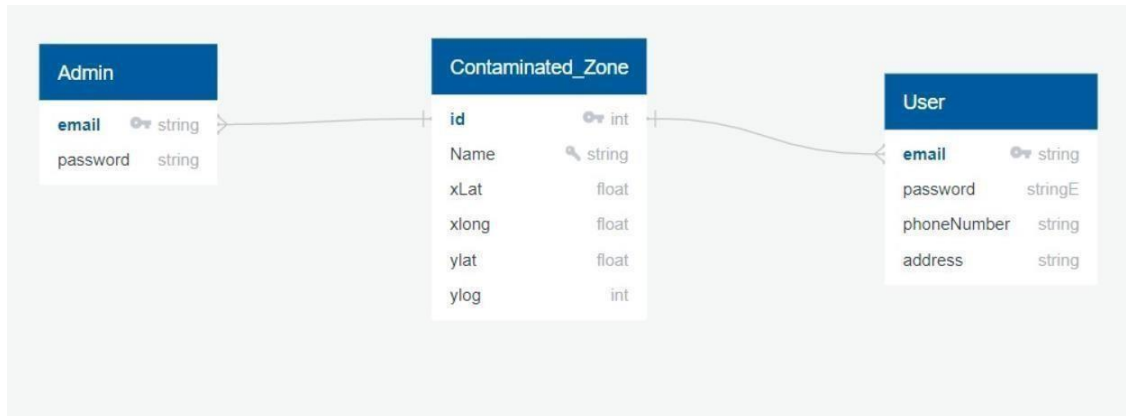 Admin
email string
password string
Contaminated_Zone
id int
Name string
xLat float
xlong float
ylat float
ylog int
User
email string
password stringE
phoneNumber string
address string